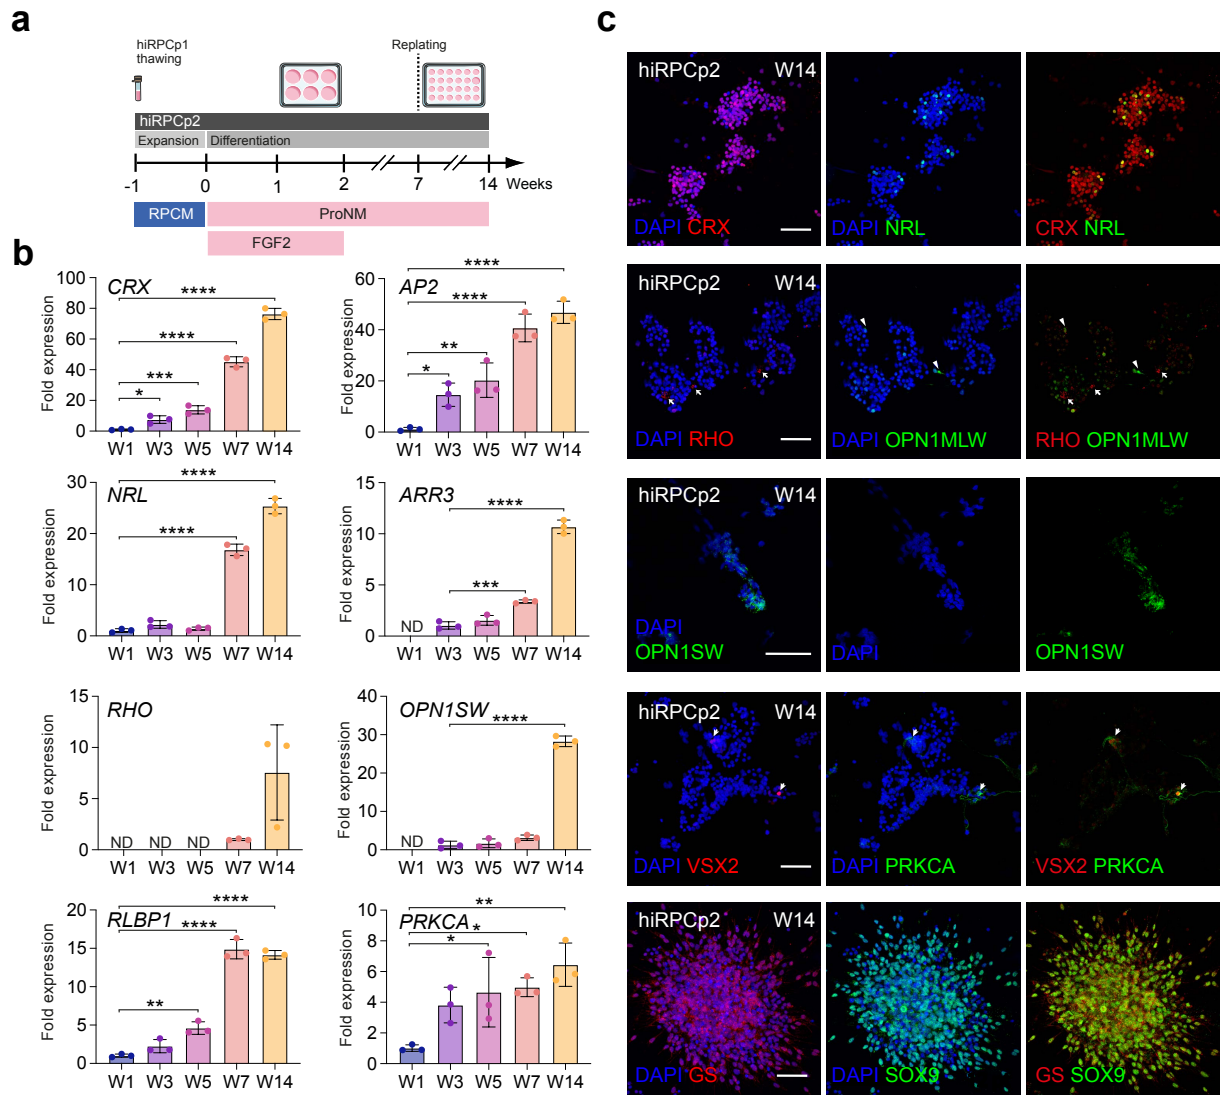 a
hiRPCp1
thawing
Replating
hiRPCp2
Expansion
Differentiation
-1 0 1 2 7 14 Weeks
RPCM
ProNM
FGF2
b
CRX
Fold expression
100
80
60
40
20
0
*
***
****
****
W1 W3 W5 W7 W14
AP2
Fold expression
60
40
20
0
*
**
****
****
W1 W3 W5 W7 W14
NRL
Fold expression
30
20
10
0
****
****
W1 W3 W5 W7 W14
ARR3
Fold expression
15
10
5
0
ND
***
****
W1 W3 W5 W7 W14
RHO
Fold expression
15
10
5
0
ND ND ND
W1 W3 W5 W7 W14
OPN1SW
Fold expression
40
30
20
10
0
ND
****
W1 W3 W5 W7 W14
RLBP1
Fold expression
20
15
10
5
0
**
****
****
W1 W3 W5 W7 W14
PRKCA
Fold expression
10
8
6
4
2
0
*
*
**
W1 W3 W5 W7 W14
c
hiRPCp2 W14
DAPI CRX
DAPI NRL
CRX NRL
hiRPCp2 W14
DAPI RHO
DAPI OPN1MLW
RHO OPN1MLW
hiRPCp2 W14
DAPI
OPN1SW
DAPI
OPN1SW
hiRPCp2 W14
DAPI VSX2
DAPI PRKCA
VSX2 PRKCA
hiRPCp2 W14
DAPI GS
DAPI SOX9
GS SOX9